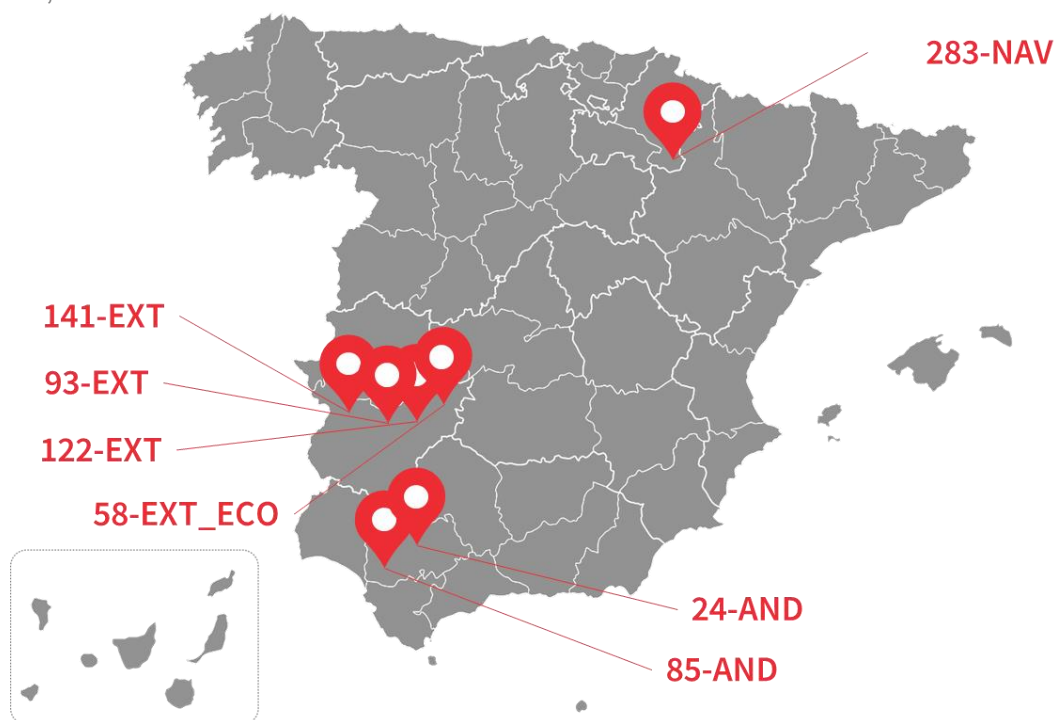 283-NAV
141-EXT
93-EXT
122-EXT
58-EXT_ECO
24-AND
85-AND